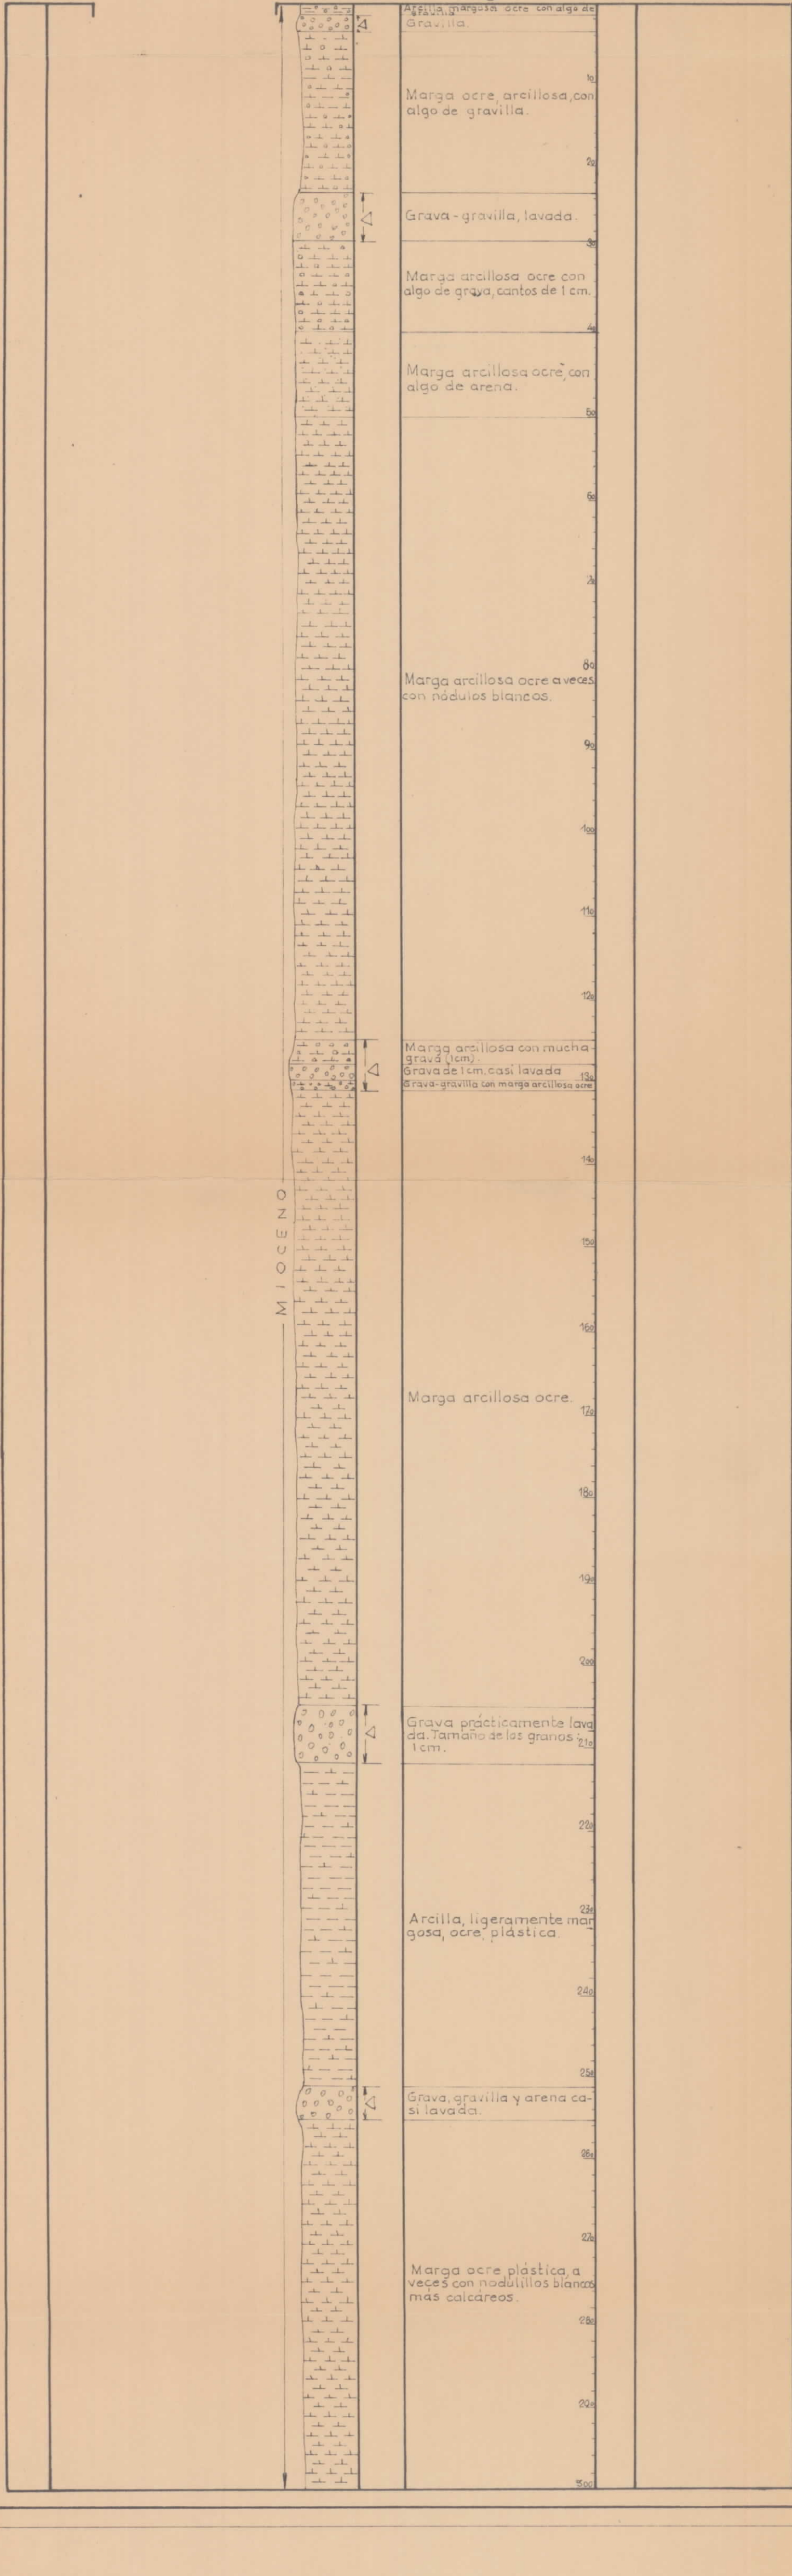 Arcilla margosa ocre con algo de
gravilla
Gravilla.
10
Marga ocre, arcillosa, con
algo de gravilla.
20
Grava-gravilla, lavada.
30
Marga arcillosa ocre con
algo de grava, cantos de 1 cm.
40
Marga arcillosa ocre, con
algo de arena.
50
60
70
80
Marga arcillosa ocre a veces
con nódulos blancos.
90
100
110
120
Marga arcillosa con mucha
grava (1cm).
Grava de 1 cm. casi lavada
130
Grava-gravilla con marga arcillosa ocre
140
MIOCENO
150
160
Marga arcillosa ocre.
170
180
190
200
Grava prácticamente lava
da. Tamaño de los granos:
210
1 cm.
220
230
Arcilla, ligeramente mar
gosa, ocre, plástica.
240
250
Grava, gravilla y arena ca-
si lavada.
260
270
Marga ocre plástica, a
veces con nodulillos blancos
más calcáreos.
280
290
300